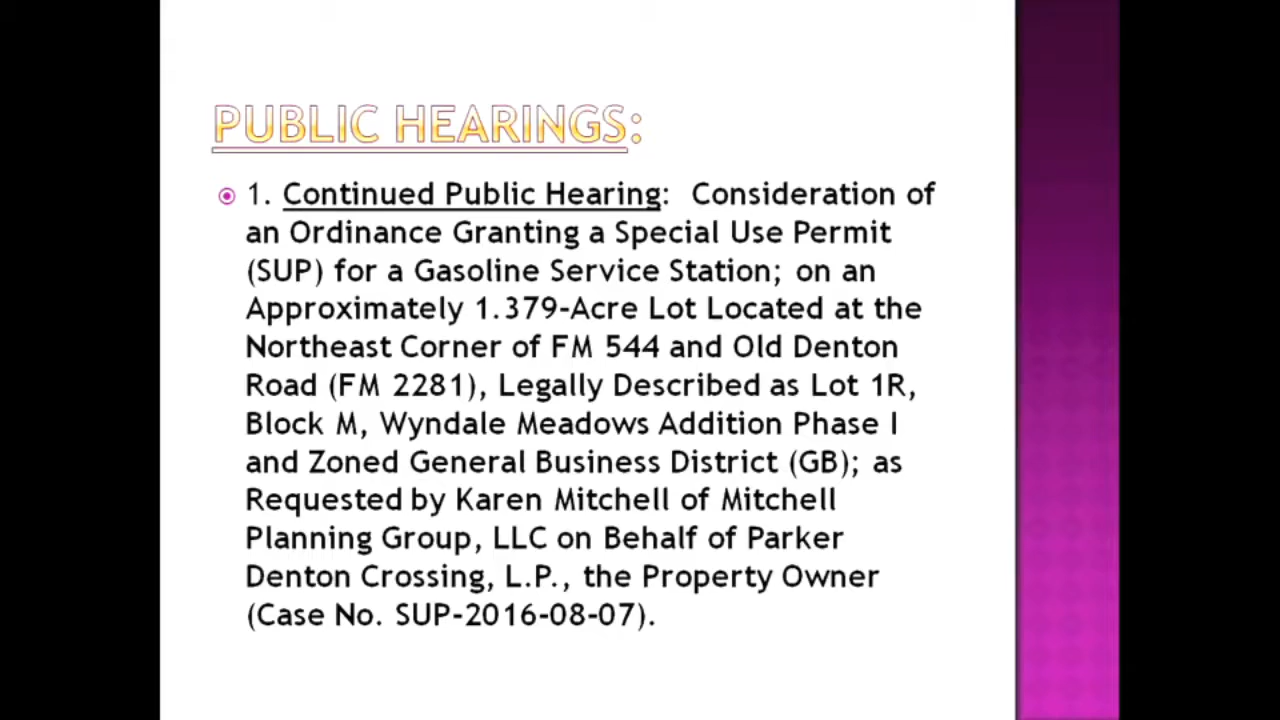 PUBLIC HEARINGS:
1. Continued Public Hearing: Consideration of
an Ordinance Granting a Special Use Permit
(SUP) for a Gasoline Service Station; on an
Approximately 1.379-Acre Lot Located at the
Northeast Corner of FM 544 and Old Denton
Road (FM 2281), Legally Described as Lot 1R,
Block M, Wyndale Meadows Addition Phase I
and Zoned General Business District (GB); as
Requested by Karen Mitchell of Mitchell
Planning Group, LLC on Behalf of Parker
Denton Crossing, L.P., the Property Owner
(Case No. SUP-2016-08-07).